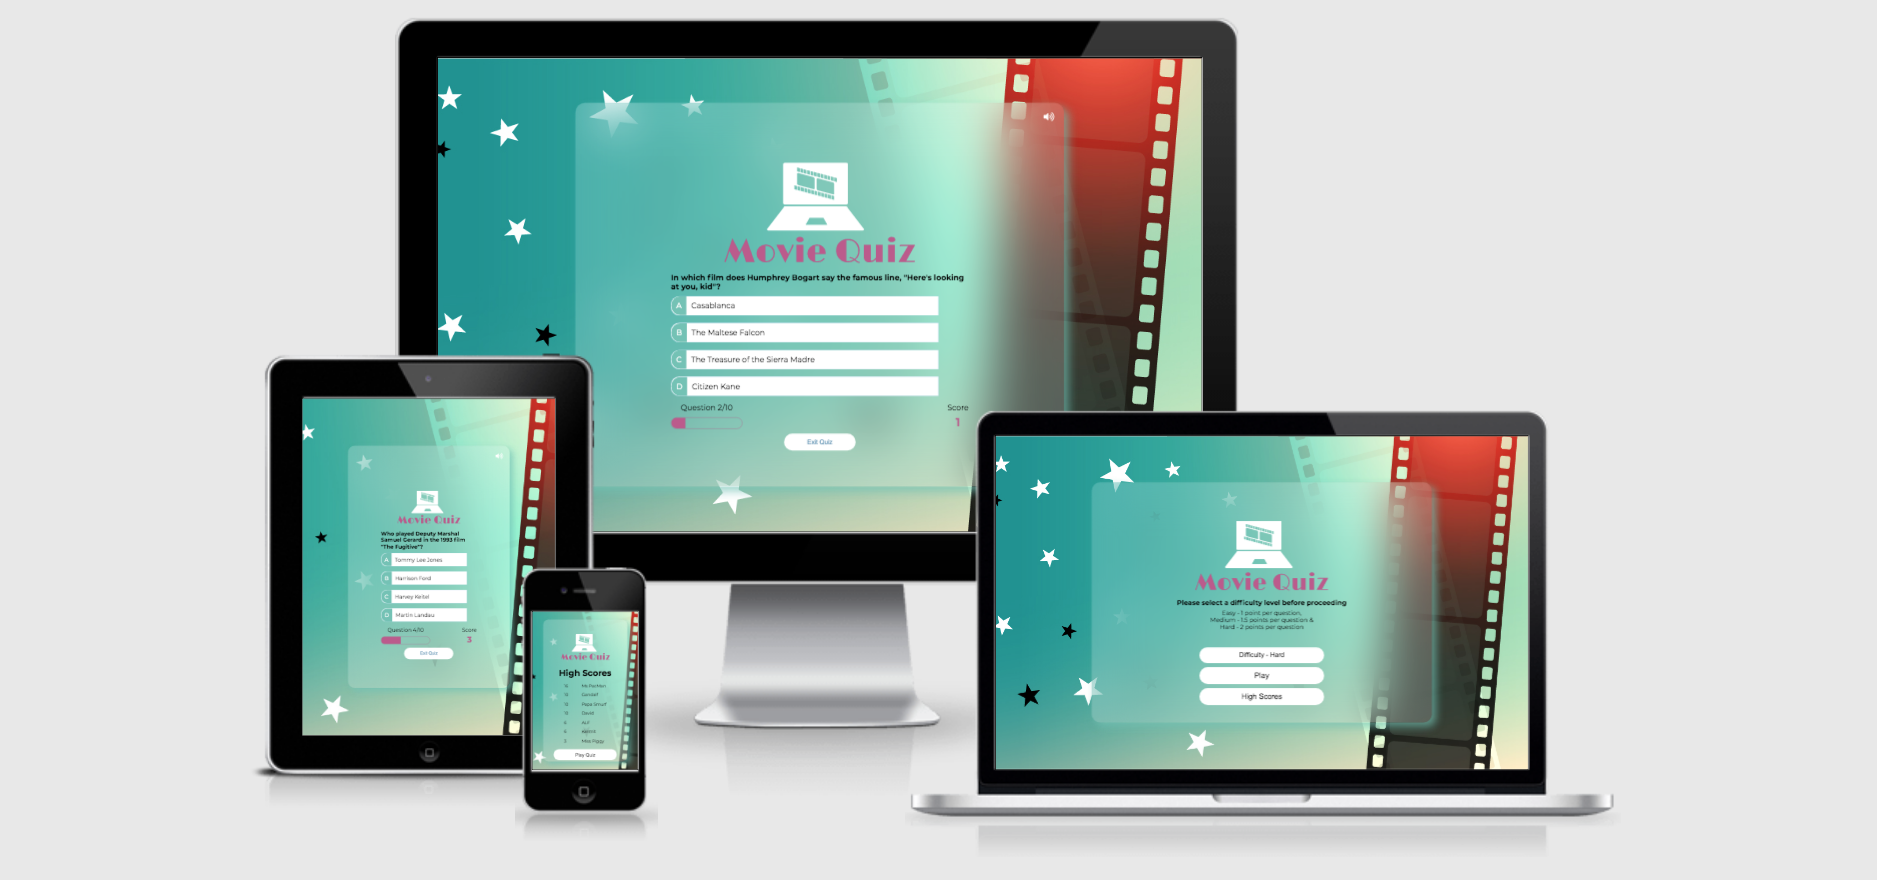 Movie Quiz
In which film does Humphrey Bogart say the famous line, "Here's looking
at you, kid"?
A Casablanca
B The Maltese Falcon
C The Treasure of the Sierra Madre
D Citizen Kane
Question 2/10 Score
1
Exit Quiz
Movie Quiz
Who played Deputy Marshal
Samuel Gerard in the 1993 film
"The Fugitive"?
A Tommy Lee Jones
B Harrison Ford
C Harvey Keitel
D Martin Landau
Question 4/10 Score
3
Exit Quiz
Movie Quiz
High Scores
Papa Smurf
David
Miss Piggy
Play Quiz
Movie Quiz
Please select a difficulty level before proceeding
Easy - 1 point per question,
Medium - 1.5 points per question &
Hard - 2 points per question
Difficulty - Hard
Play
High Scores